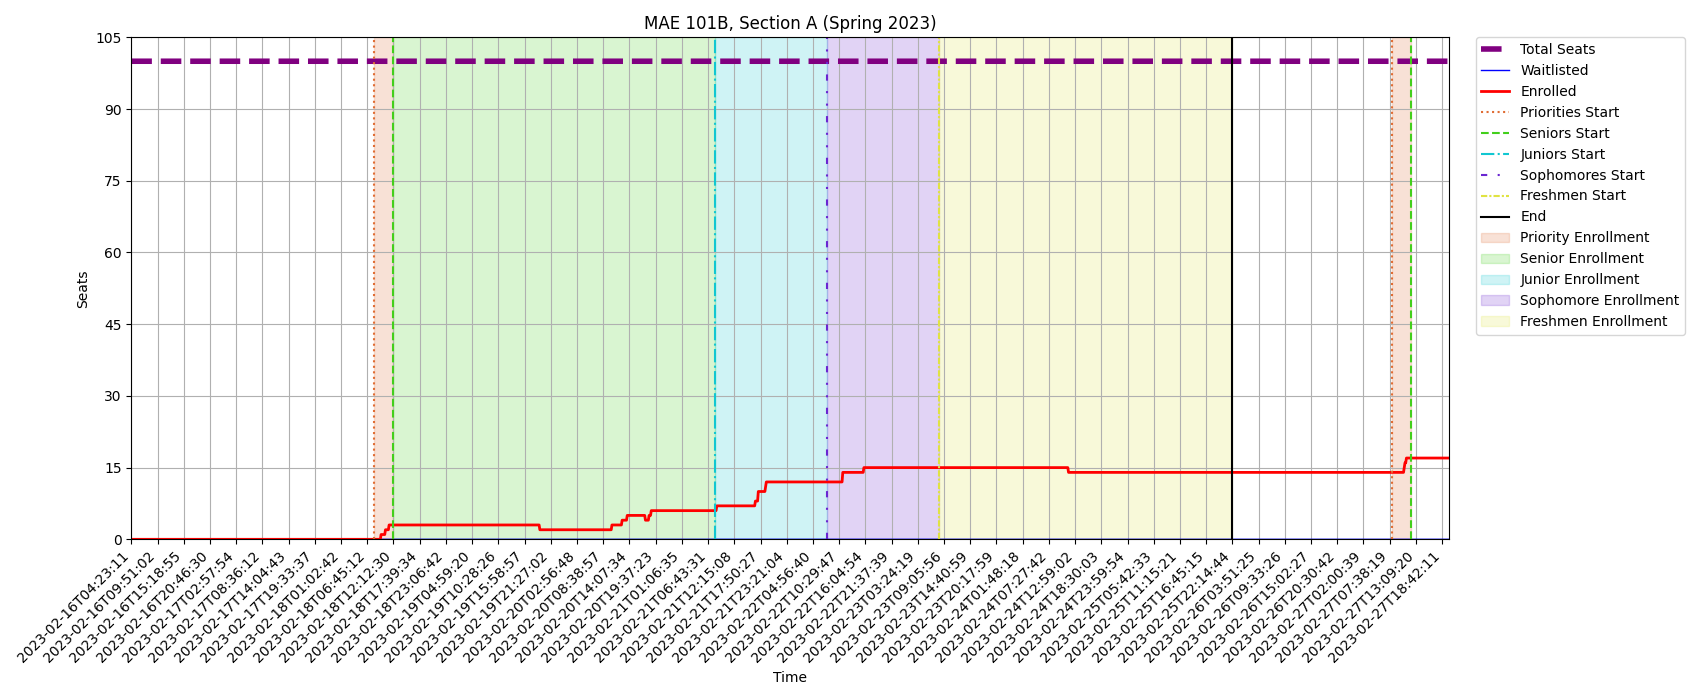 MAE 101B, Section A (Spring 2023)
105
90
75
60
45
30
15
0
Seats
2023-02-16T04:23:11
2023-02-16T09:51:02
2023-02-16T15:18:55
2023-02-16T20:46:30
2023-02-17T02:57:54
2023-02-17T08:36:12
2023-02-17T14:04:43
2023-02-17T19:33:37
2023-02-18T01:02:42
2023-02-18T06:45:12
2023-02-18T12:12:30
2023-02-18T17:39:34
2023-02-18T23:06:42
2023-02-19T04:59:20
2023-02-19T10:28:26
2023-02-19T15:58:57
2023-02-19T21:27:02
2023-02-20T02:56:48
2023-02-20T08:38:57
2023-02-20T14:07:34
2023-02-20T19:37:23
2023-02-21T01:06:35
2023-02-21T06:43:31
2023-02-21T12:15:08
2023-02-21T17:50:27
2023-02-21T23:21:04
2023-02-22T04:56:40
2023-02-22T10:29:47
2023-02-22T16:04:54
2023-02-22T21:37:39
2023-02-23T03:24:19
2023-02-23T09:05:56
2023-02-23T14:40:59
2023-02-23T20:17:59
2023-02-24T01:48:18
2023-02-24T07:27:42
2023-02-24T12:59:02
2023-02-24T18:30:03
2023-02-24T23:59:54
2023-02-25T05:42:33
2023-02-25T11:15:21
2023-02-25T16:45:15
2023-02-25T22:14:44
2023-02-26T03:51:25
2023-02-26T09:33:26
2023-02-26T15:02:27
2023-02-26T20:30:42
2023-02-27T02:00:39
2023-02-27T07:38:19
2023-02-27T13:09:20
2023-02-27T18:42:11
Time
Total Seats
Waitlisted
Enrolled
Priorities Start
Seniors Start
Juniors Start
Sophomores Start
Freshmen Start
End
Priority Enrollment
Senior Enrollment
Junior Enrollment
Sophomore Enrollment
Freshmen Enrollment